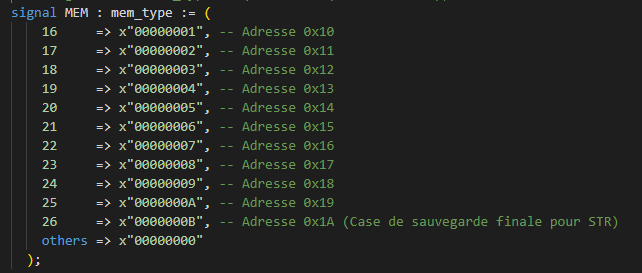 signal MEM : mem_type := (
16 => x"00000001", -- Adresse 0x10
17 => x"00000002", -- Adresse 0x11
18 => x"00000003", -- Adresse 0x12
19 => x"00000004", -- Adresse 0x13
20 => x"00000005", -- Adresse 0x14
21 => x"00000006", -- Adresse 0x15
22 => x"00000007", -- Adresse 0x16
23 => x"00000008", -- Adresse 0x17
24 => x"00000009", -- Adresse 0x18
25 => x"0000000A", -- Adresse 0x19
26 => x"0000000B", -- Adresse 0x1A (Case de sauvegarde finale pour STR)
others => x"00000000"
);